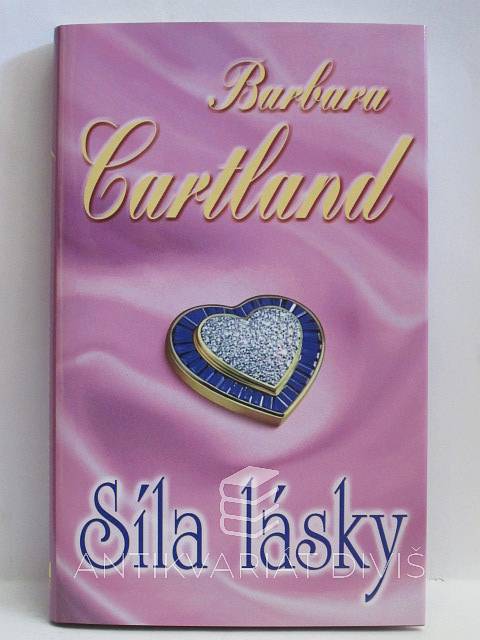 Barbara
Cartland
Síla lásky
ANTIKVARIÁT DIVIŠ